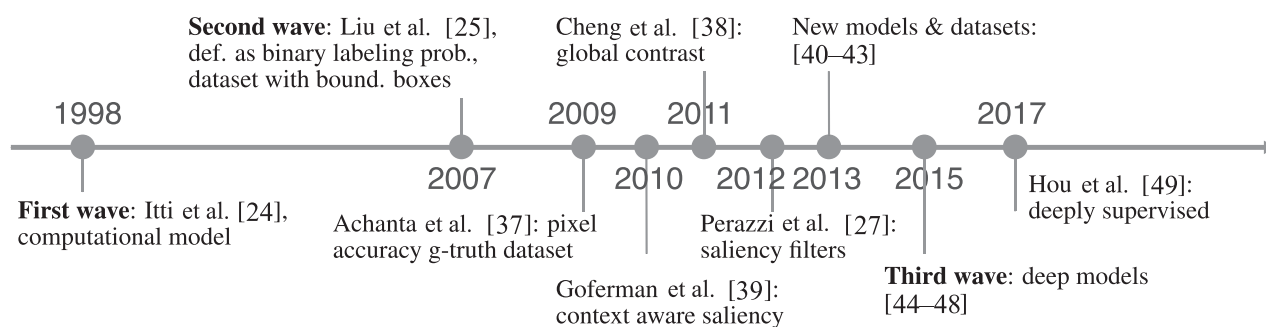 Second wave: Liu et al. [25],
def. as binary labeling prob.,
dataset with bound. boxes
Cheng et al. [38]:
global contrast
New models & datasets:
[40–43]
1998
2009
2011
2017
2007
2010
2012
2013
2015
First wave: Itti et al. [24],
computational model
Achanta et al. [37]: pixel
accuracy g-truth dataset
Perazzi et al. [27]:
saliency filters
Hou et al. [49]:
deeply supervised
Goferman et al. [39]:
context aware saliency
Third wave: deep models
[44–48]